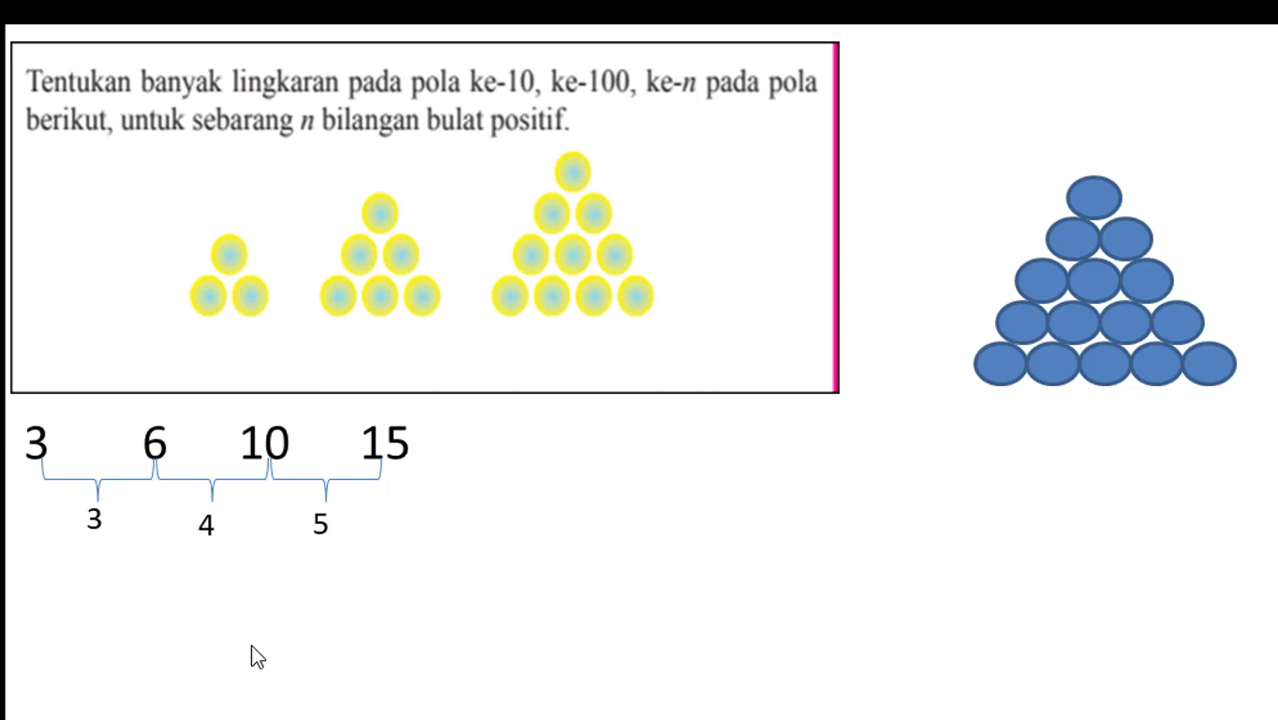 Tentukan banyak lingkaran pada pola ke-10, ke-100, ke-n pada pola
berikut, untuk sebarang n bilangan bulat positif.
3 6 10 15
3 4 5